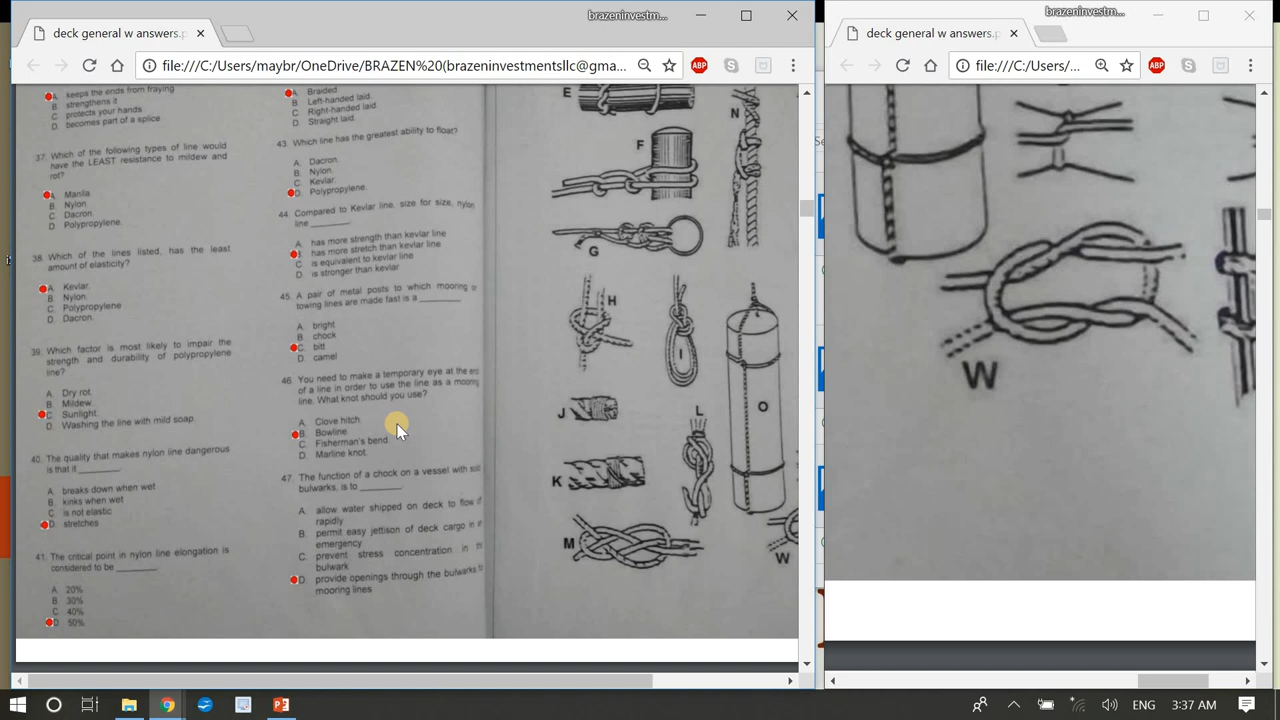 brazeninvestm...
deck general w answers.p
file:///C:/Users/maybr/OneDrive/BRAZEN%20(brazeninvestmentsllc@gma...
ABP
A. keeps the ends from fraying
B. strengthens it
C. protects your hands
D. becomes part of a splice
37. Which of the following types of line would
have the LEAST resistance to mildew and
rot?
A. Manila.
B. Nylon.
C. Dacron.
D. Polypropylene.
38. Which of the lines listed, has the least
amount of elasticity?
A. Kevlar.
B. Nylon.
C. Polypropylene
D. Dacron.
39. Which factor is most likely to impair the
strength and durability of polypropylene
line?
A. Dry rot.
B. Mildew.
C. Sunlight.
D. Washing the line with mild soap.
40. The quality that makes nylon line dangerous
is that it ________.
A. breaks down when wet
B. kinks when wet
C. is not elastic
D. stretches
41. The critical point in nylon line elongation is
considered to be ________
A. 20%
B. 30%
C. 40%
D. 50%
A. Braided
B. Left-handed laid.
C. Right-handed laid.
D. Straight laid.
43. Which line has the greatest ability to float?
A. Dacron.
B. Nylon.
C. Kevlar.
D. Polypropylene.
44. Compared to Kevlar line, size for size, nylon
line ________.
A. has more strength than kevlar line
B. has more stretch than kevlar line
C. is equivalent to kevlar line
D. is stronger than kevlar
45. A pair of metal posts to which mooring or
towing lines are made fast is a ________
A. bright
B. chock
C. bitt
D. camel
46. You need to make a temporary eye at the
of a line in order to use the line as a mooring
line. What knot should you use?
A. Clove hitch.
B. Bowline.
C. Fisherman's bend.
D. Marline knot.
47. The function of a chock on a vessel with
bulwarks, is to ________.
A. allow water shipped on deck to flow
rapidly
B. permit easy jettison of deck cargo in
emergency
C. prevent stress concentration in
bulwark
D. provide openings through the bulwarks
mooring lines
E
N
F
G
H
I
O
J
L
K
M
W
brazeninvestm...
deck general w answers.p
file:///C:/Users/...
ABP
W
ENG
3:37 AM